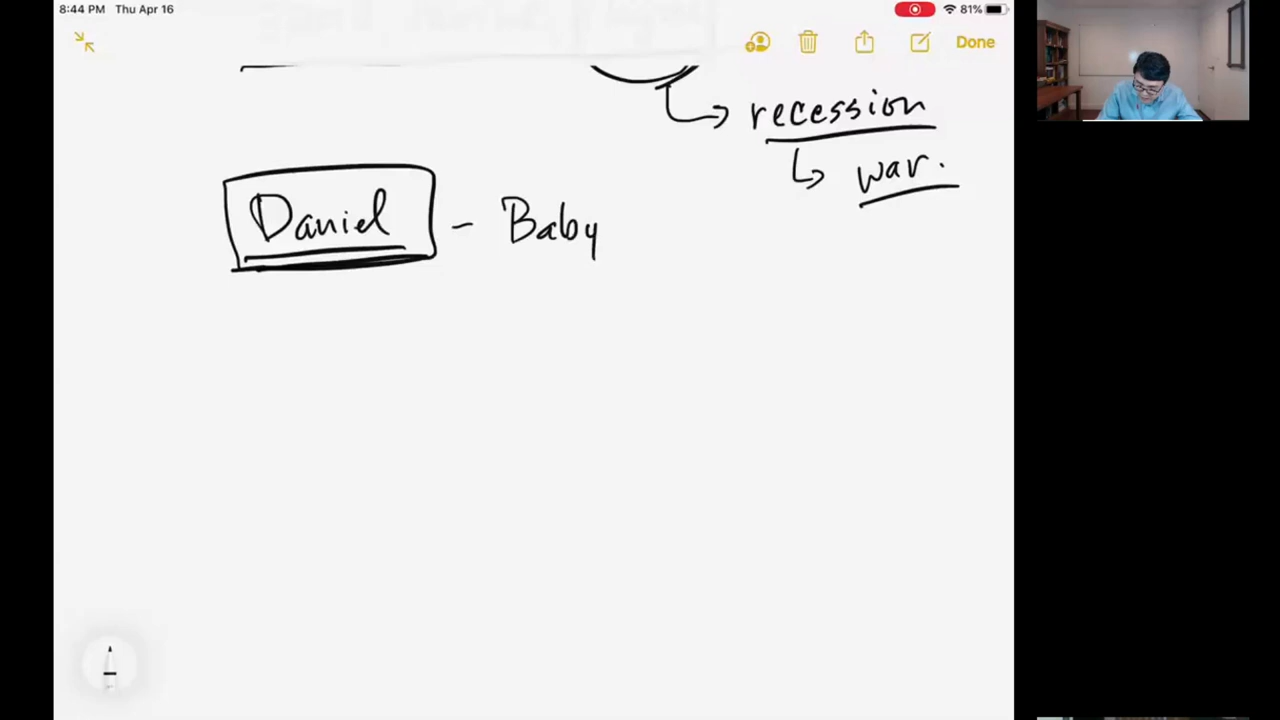 8:44 PM Thu Apr 16 81%
Done
recession
war.
Daniel - Baby